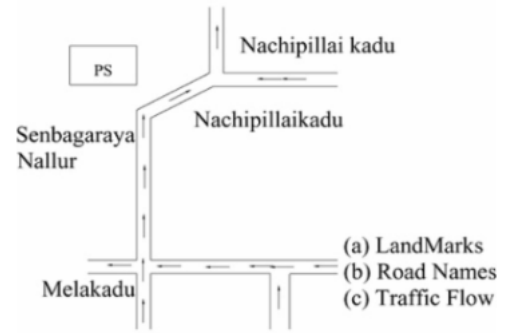 Nachipillai kadu
PS
Nachipillaikadu
Senbagaraya
Nallur
(a) LandMarks
(b) Road Names
Melakadu
(c) Traffic Flow